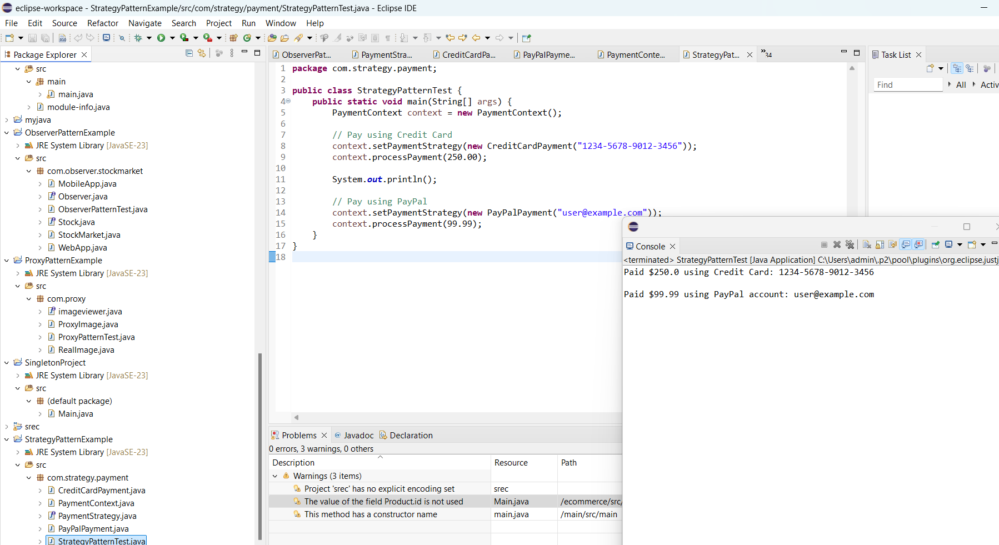 eclipse-workspace - StrategyPatternExample/src/com/strategy/payment/StrategyPatternTest.java - Eclipse IDE
File Edit Source Refactor Navigate Search Project Run Window Help
Package Explorer
src
main
main.java
module-info.java
myjava
ObserverPatternExample
JRE System Library [JavaSE-23]
src
com.observer.stockmarket
MobileApp.java
Observer.java
ObserverPatternTest.java
Stock.java
StockMarket.java
WebApp.java
ProxyPatternExample
JRE System Library [JavaSE-23]
src
com.proxy
imageviewer.java
ProxyImage.java
ProxyPatternTest.java
RealImage.java
SingletonProject
JRE System Library [JavaSE-23]
src
(default package)
Main.java
srec
StrategyPatternExample
JRE System Library [JavaSE-23]
src
com.strategy.payment
CreditCardPayment.java
PaymentContext.java
PaymentStrategy.java
PayPalPayment.java
StrategyPatternTest.java
ObserverPat... PaymentStra... CreditCardPa... PayPalPayme... PaymentConte... StrategyPat... 34
1 package com.strategy.payment;
2
3 public class StrategyPatternTest {
4 public static void main(String[] args) {
5 PaymentContext context = new PaymentContext();
6
7 // Pay using Credit Card
8 context.setPaymentStrategy(new CreditCardPayment("1234-5678-9012-3456"));
9 context.processPayment(250.00);
10
11 System.out.println();
12
13 // Pay using PayPal
14 context.setPaymentStrategy(new PayPalPayment("user@example.com"));
15 context.processPayment(99.99);
16 }
17 }
18
Task List
Find All Activ
Console
<terminated> StrategyPatternTest [Java Application] C:\Users\admin\.p2\pool\plugins\org.eclipse.justj
Paid $250.0 using Credit Card: 1234-5678-9012-3456
Paid $99.99 using PayPal account: user@example.com
Problems Javadoc Declaration
0 errors, 3 warnings, 0 others
Description Resource Path
Warnings (3 items)
Project 'srec' has no explicit encoding set srec
The value of the field Product.id is not used Main.java /ecommerce/src/
This method has a constructor name main.java /main/src/main